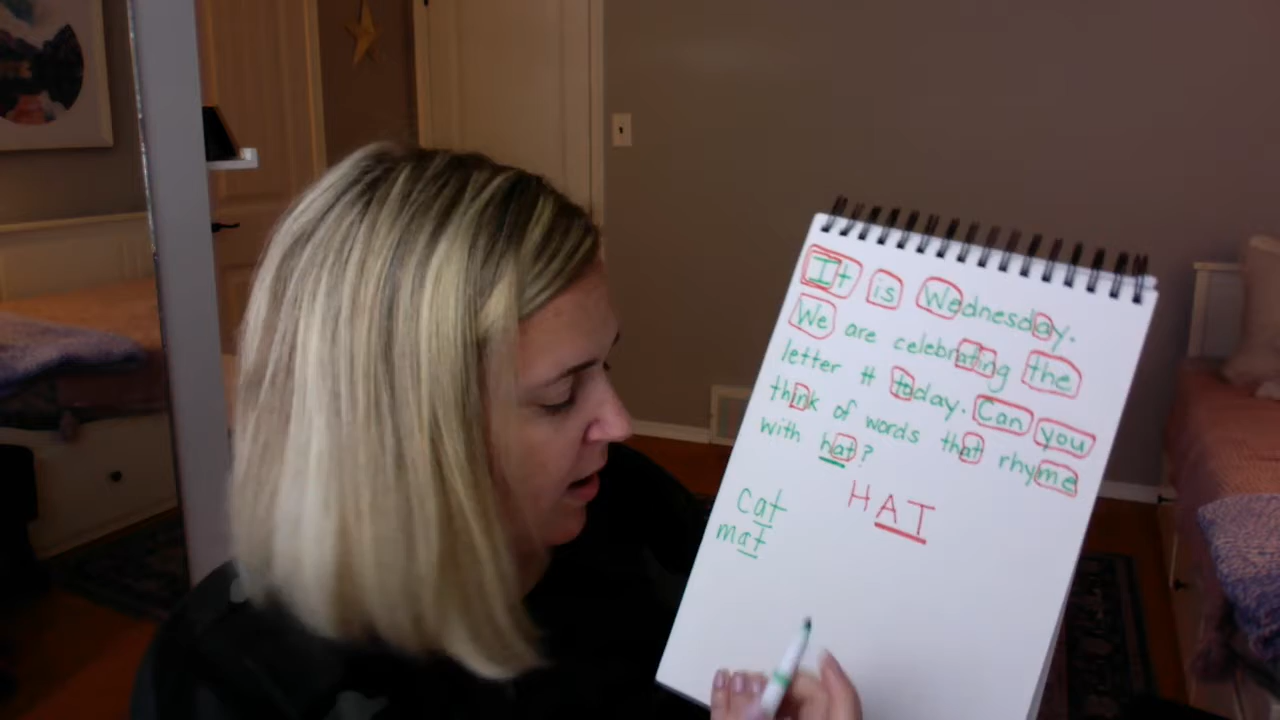 It is Wednesday.
We are celebrating the
letter # today. Can you
think of words that rhyme
with hat?
HAT
cat
mat